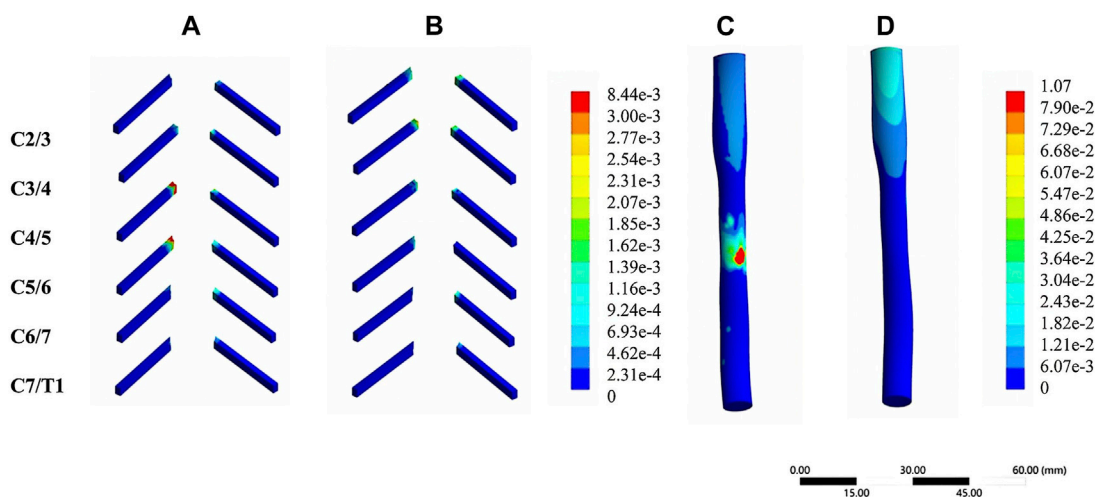 A
B
C
D
C2/3
C3/4
C4/5
C5/6
C6/7
C7/T1
8.44e-3
3.00e-3
2.77e-3
2.54e-3
2.31e-3
2.07e-3
1.85e-3
1.62e-3
1.39e-3
1.16e-3
9.24e-4
6.93e-4
4.62e-4
2.31e-4
0
1.07
7.90e-2
7.29e-2
6.68e-2
6.07e-2
5.47e-2
4.86e-2
4.25e-2
3.64e-2
3.04e-2
2.43e-2
1.82e-2
1.21e-2
6.07e-3
0
0.00 30.00 60.00 (mm)
15.00 45.00